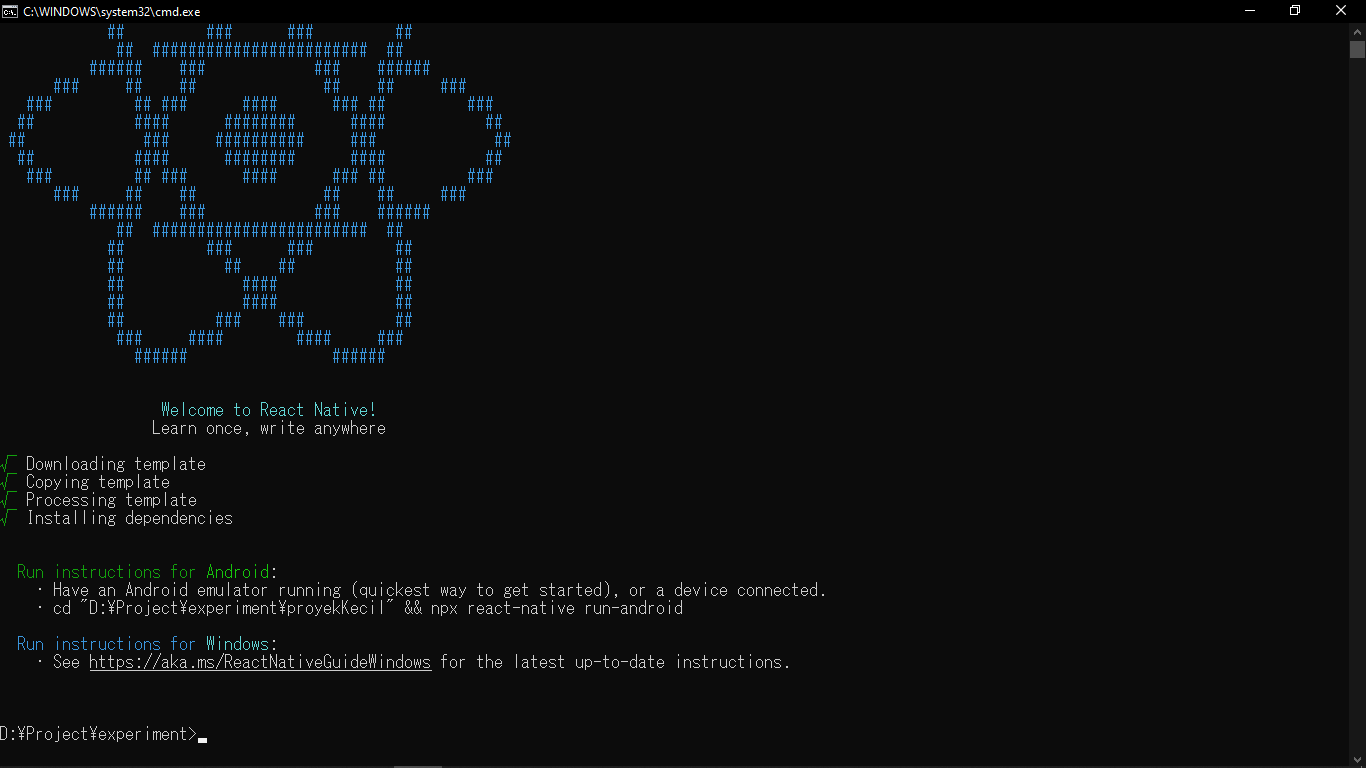 C:\WINDOWS\system32\cmd.exe
##         ###      ###         ##
##  ########################  ##
######    ###            ###    ######
###     ##    ##              ##    ##     ###
###         ## ###      ####      ### ##         ###
##           ####      ########      ####           ##
##             ###     ##########     ###             ##
##           ####      ########      ####           ##
###         ## ###      ####      ### ##         ###
###     ##    ##              ##    ##     ###
######    ###            ###    ######
##  ########################  ##
##         ###      ###         ##
##           ##    ##           ##
##             ####             ##
##             ####             ##
##          ###    ###          ##
###     ####        ####     ###
######                ######
Welcome to React Native!
Learn once, write anywhere
√ Downloading template
√ Copying template
√ Processing template
√ Installing dependencies
Run instructions for Android:
・ Have an Android emulator running (quickest way to get started), or a device connected.
・ cd "D:¥Project¥experiment¥proyekKecil" && npx react-native run-android
Run instructions for Windows:
・ See https://aka.ms/ReactNativeGuideWindows for the latest up-to-date instructions.
D:¥Project¥experiment>